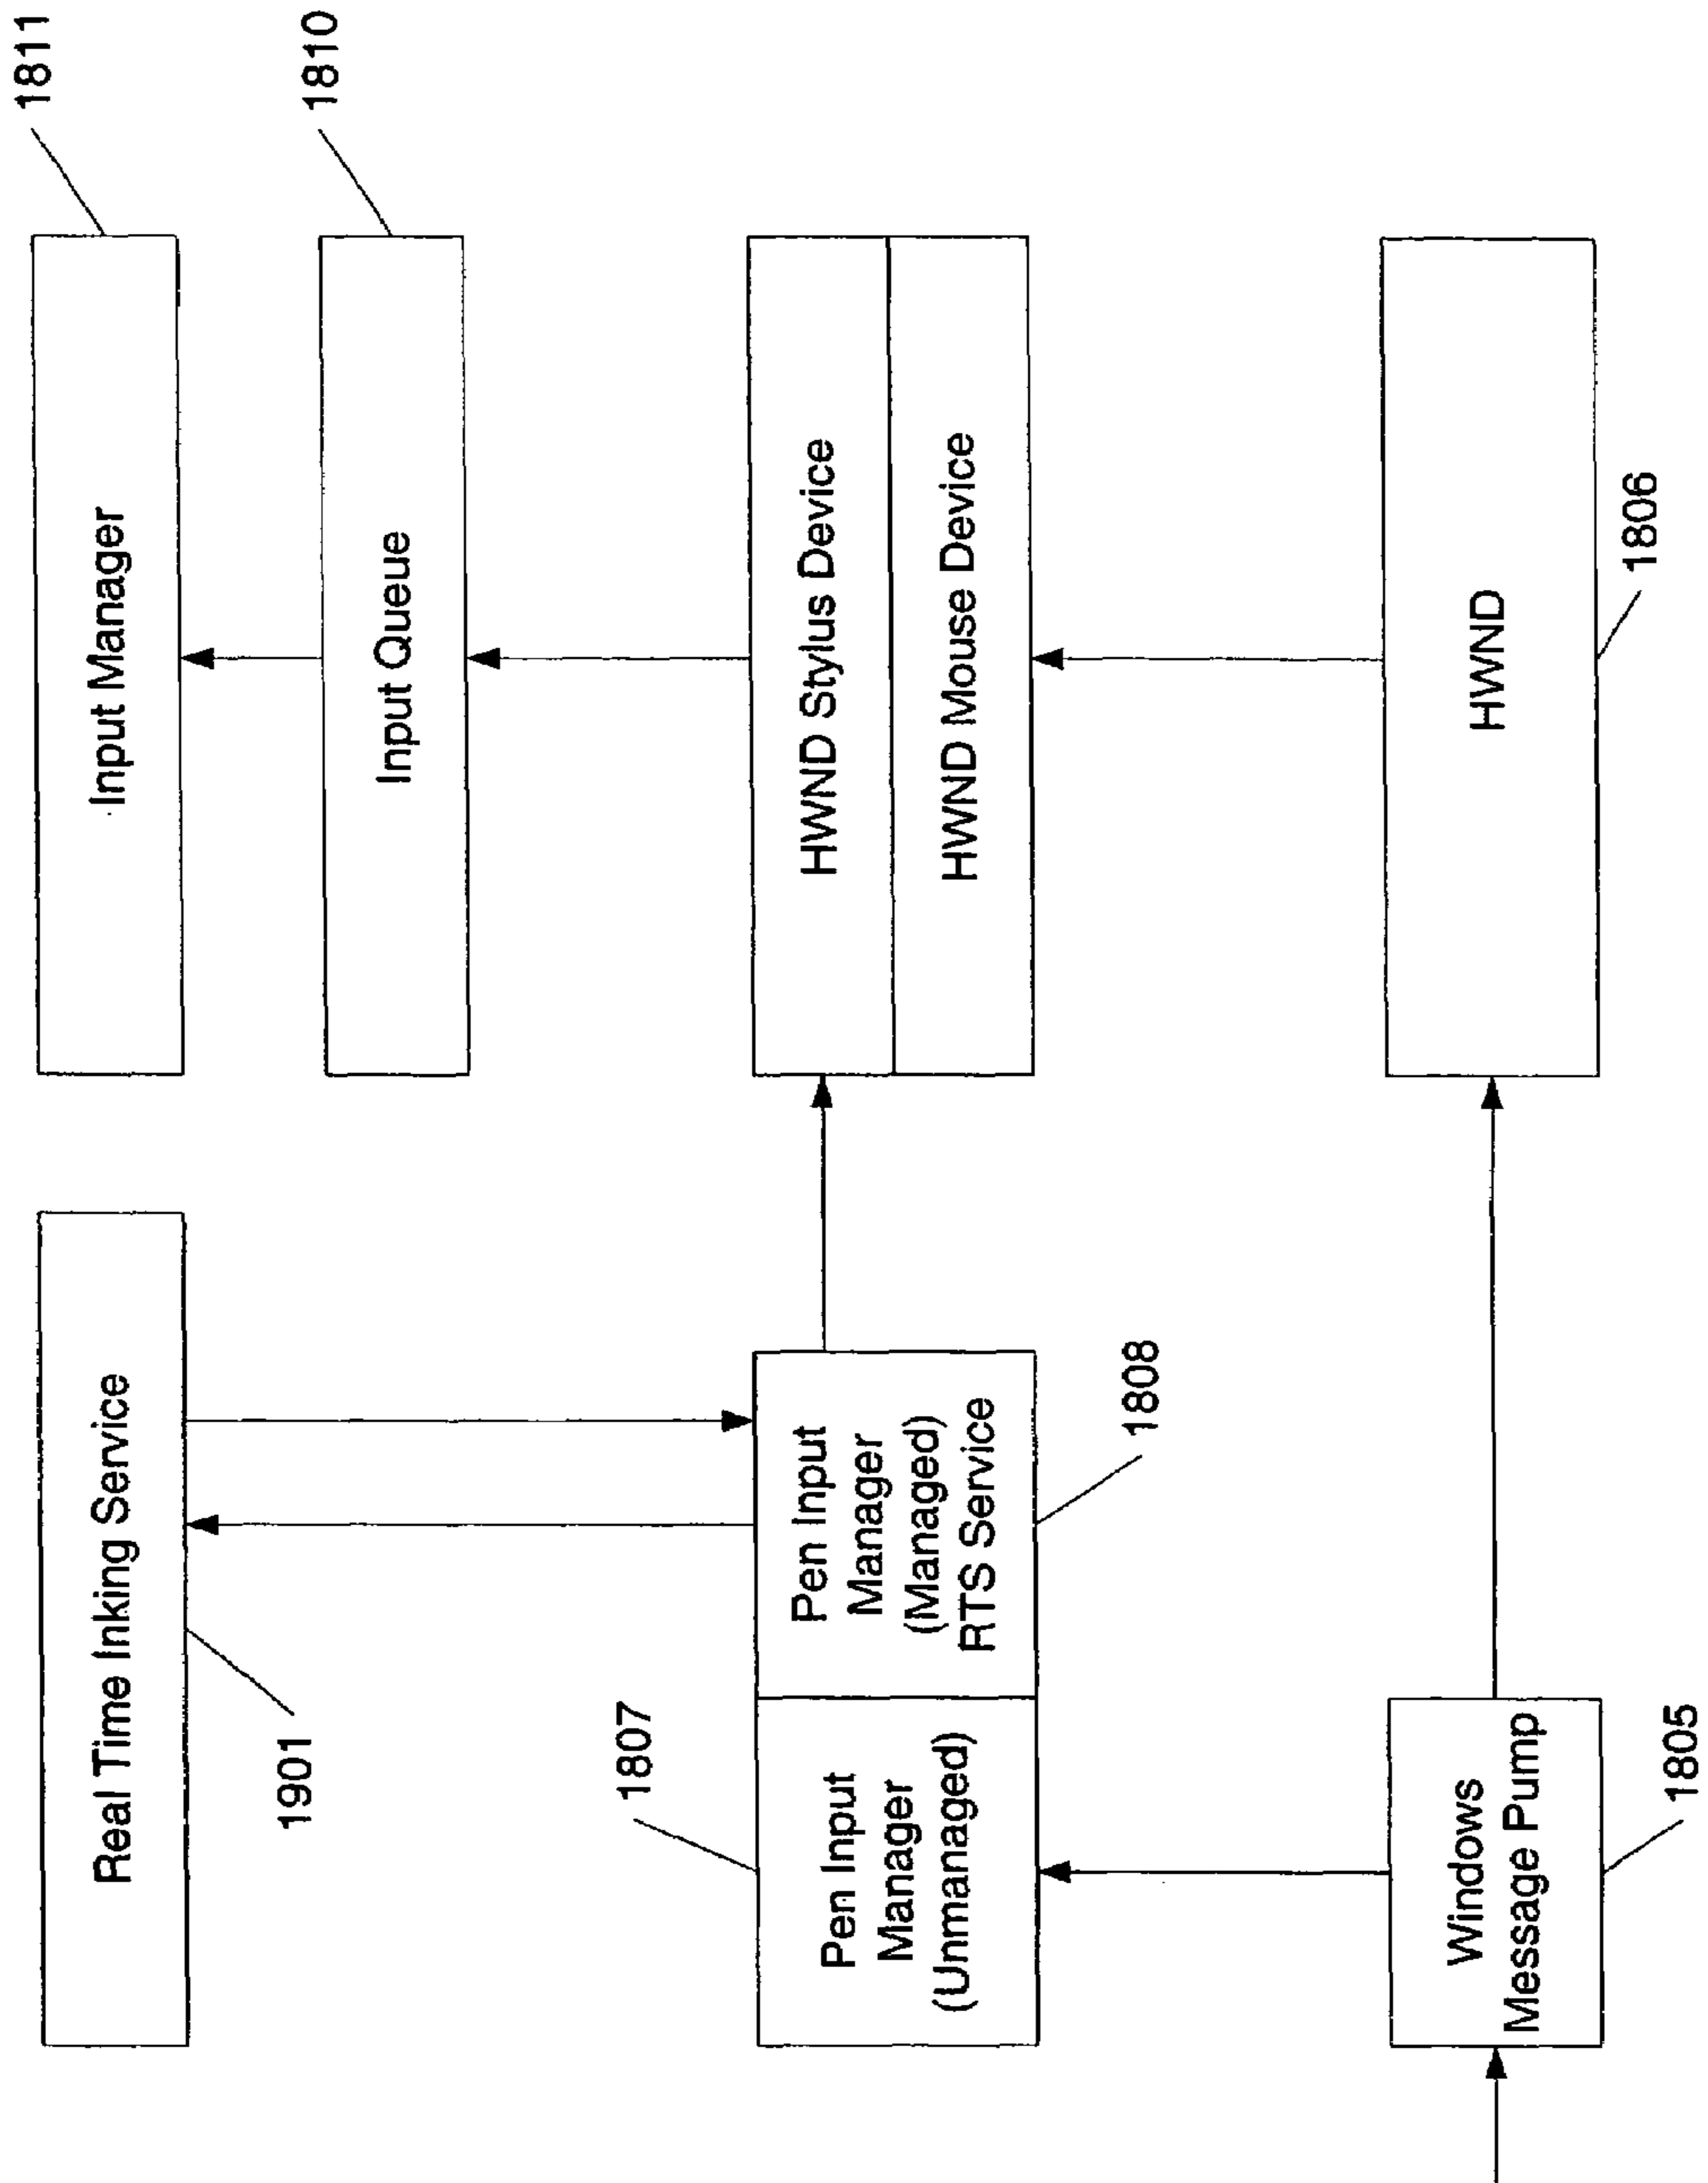 1811
Input Manager
1810
Input Queue
HWND Stylus Device
HWND Mouse Device
HWND
1806
Real Time Inking Service
1901
1807
Pen Input
Manager
(Unmanaged)
Pen Input
Manager
(Managed)
RTS Service
1808
Windows
Message Pump
1805